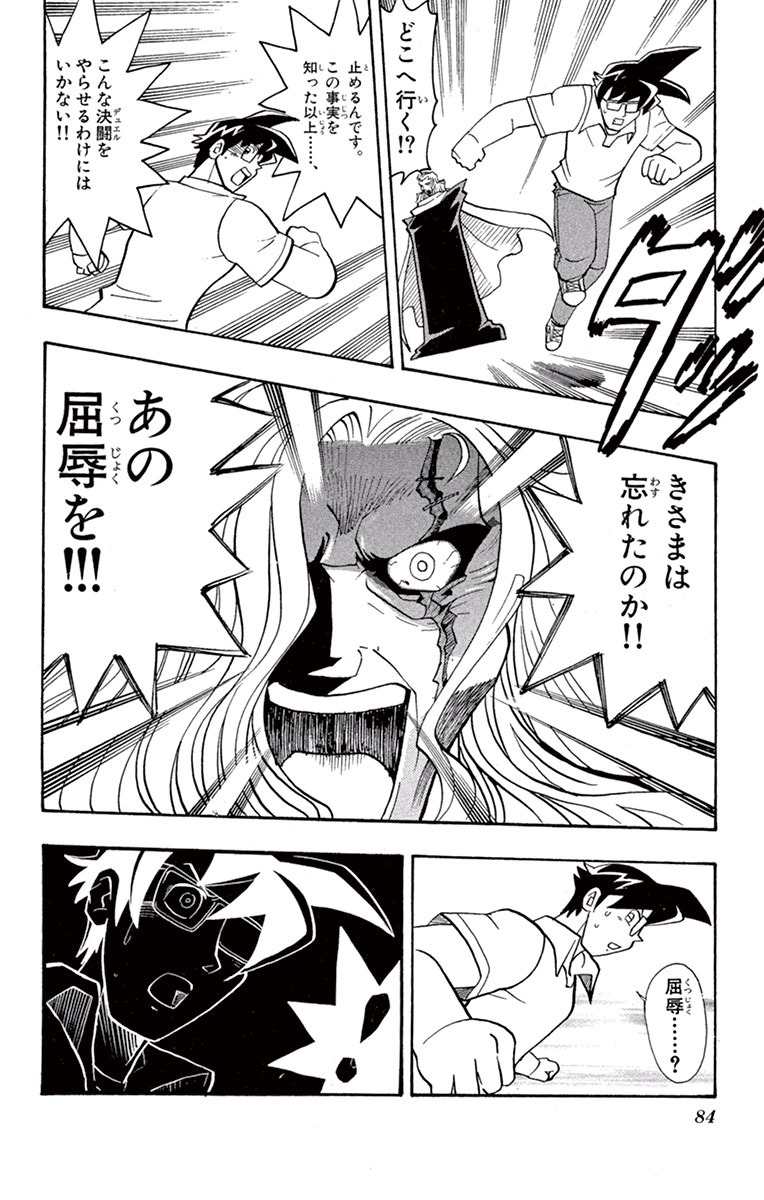 どこへ行く!?
ダッ
止めるんです。
この事実を
知った以上……、
こんな決闘を
やらせるわけには
いかない!!
きさまは
忘れたのか!!
あの
屈辱を!!!
屈辱……?
84